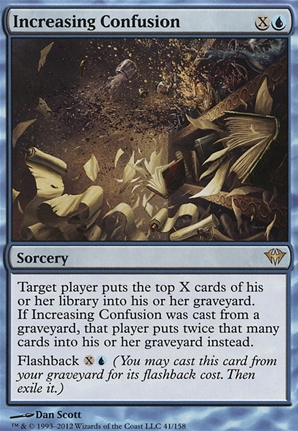 Increasing Confusion X
Sorcery
Target player puts the top X cards of his
or her library into his or her graveyard.
If Increasing Confusion was cast from a
graveyard, that player puts twice that many
cards into his or her graveyard instead.
Flashback X (You may cast this card from
your graveyard for its flashback cost. Then
exile it.)
Dan Scott
™ & © 1993-2012 Wizards of the Coast LLC 41/158